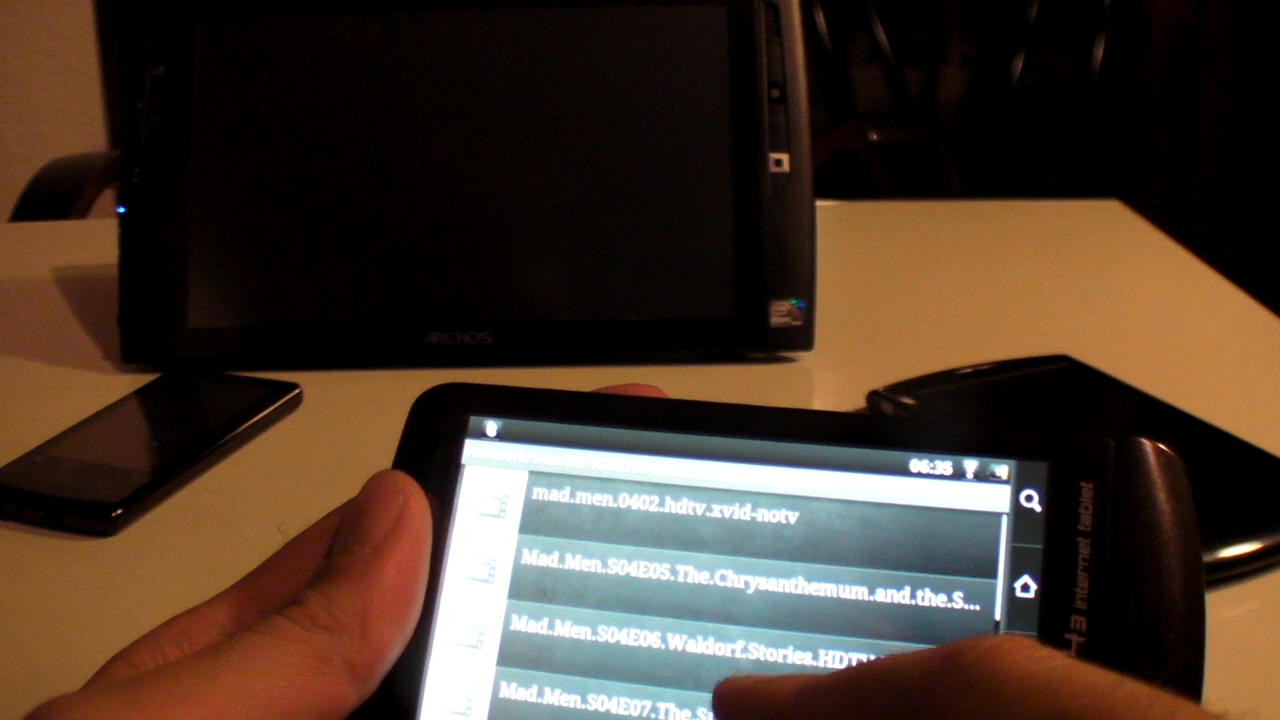 ARCHOS
06:35
mad.men.0402.hdtv.xvid-notv
Mad.Men.S04E05.The.Chrysanthemum.and.the.S...
Mad.Men.S04E06.Waldorf.Stories.HDTV
Mad.Men.S04E07.The.
3 internet tablet